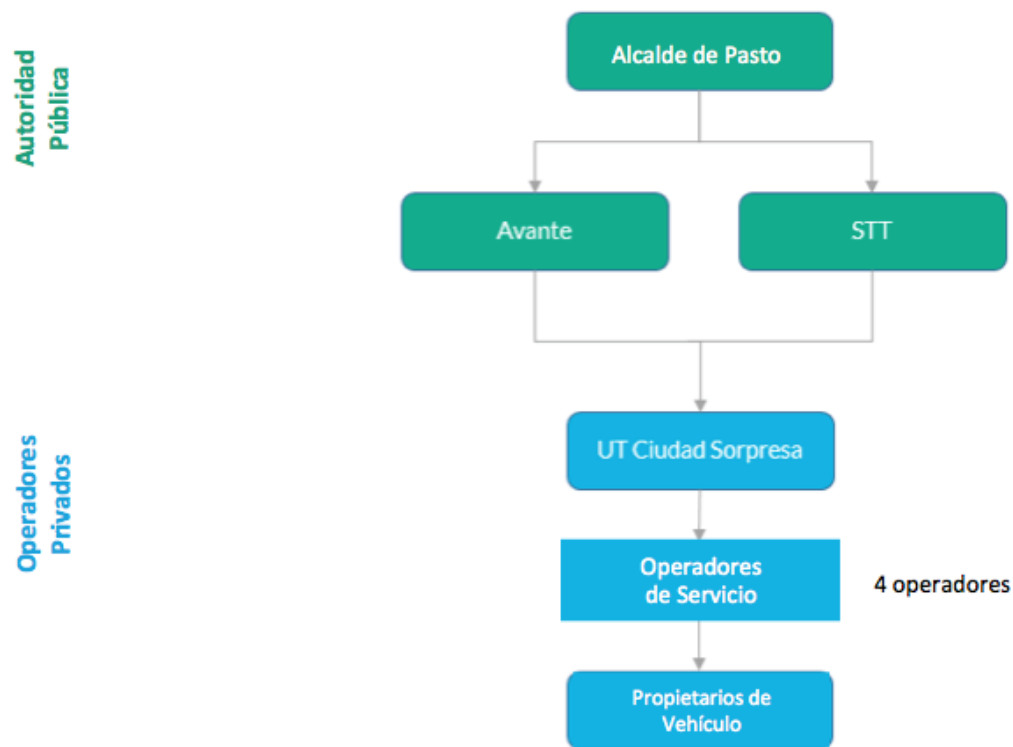 Autoridad
Pública
Alcalde de Pasto
Avante
STT
Operadores
Privados
UT Ciudad Sorpresa
Operadores
de Servicio
4 operadores
Propietarios de
Vehículo